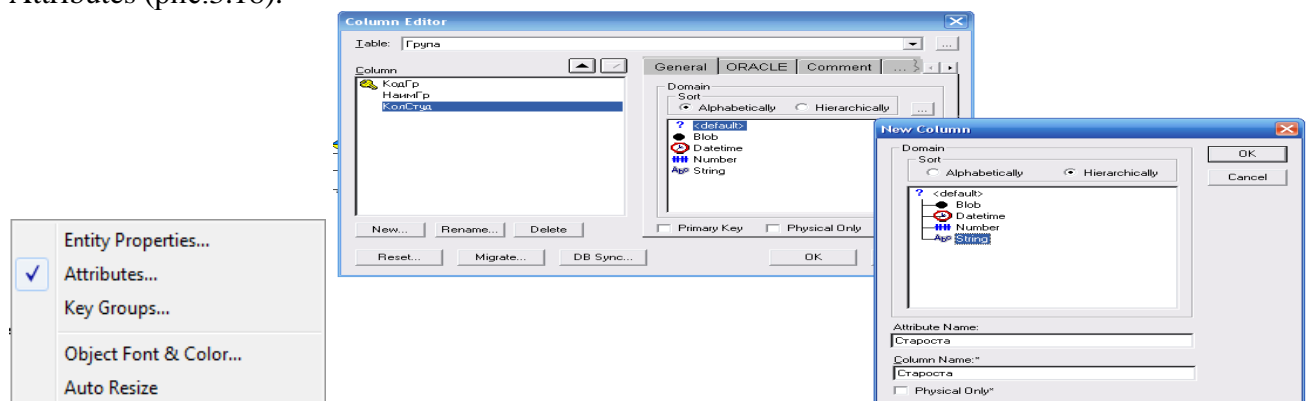 Attributes (рис.3.18).
Column Editor
Table: Група
...
Column
КодГр
НаимГр
КолСтуд
General ORACLE Comment ...
Domain
Sort
Alphabetically Hierarchically ...
? <default>
Blob
Datetime
Number
String
New... Rename... Delete
Primary Key Physical Only
Reset... Migrate... DB Sync... OK
New Column
Domain
Sort
Alphabetically Hierarchically
OK
Cancel
? <default>
Blob
Datetime
Number
String
Attribute Name:
Староста
Column Name:*
Староста
Physical Only*
Entity Properties...
Attributes...
Key Groups...
Object Font & Color...
Auto Resize